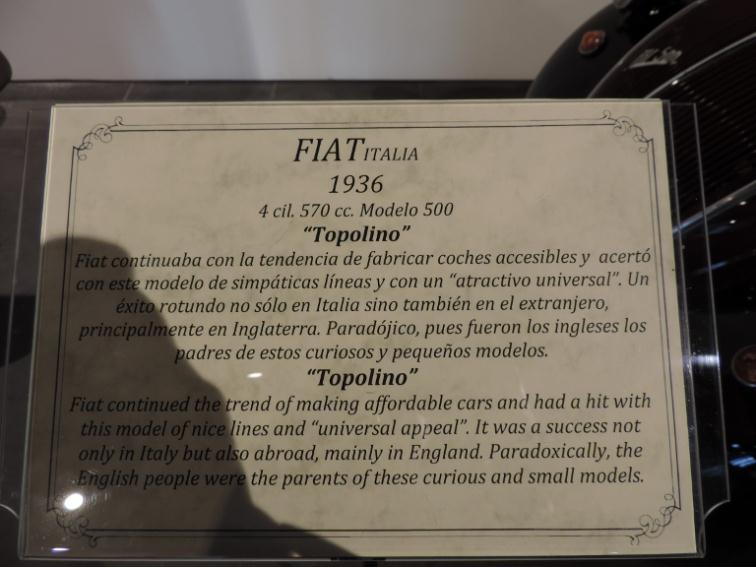 FIAT ITALIA
1936
4 cil. 570 cc. Modelo 500
“Topolino”
Fiat continuaba con la tendencia de fabricar coches accesibles y acertó
con este modelo de simpáticas líneas y con un “atractivo universal”. Un
éxito rotundo no sólo en Italia sino también en el extranjero,
principalmente en Inglaterra. Paradójico, pues fueron los ingleses los
padres de estos curiosos y pequeños modelos.
“Topolino”
Fiat continued the trend of making affordable cars and had a hit with
this model of nice lines and “universal appeal”. It was a success not
only in Italy but also abroad, mainly in England. Paradoxically, the
English people were the parents of these curious and small models.